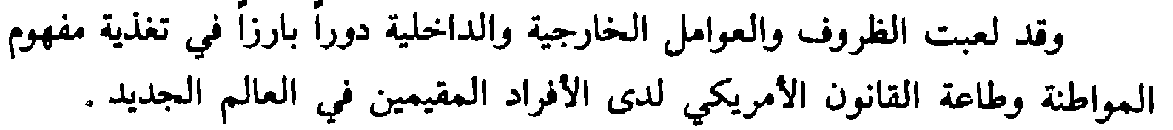 وقد لعبت الظروف والعوامل الخارجية والداخلية دوراً بارزاً في تغذية مفهوم
المواطنة وطاعة القانون الأمريكي لدى الأفراد المقيمين في العالم الجديد .